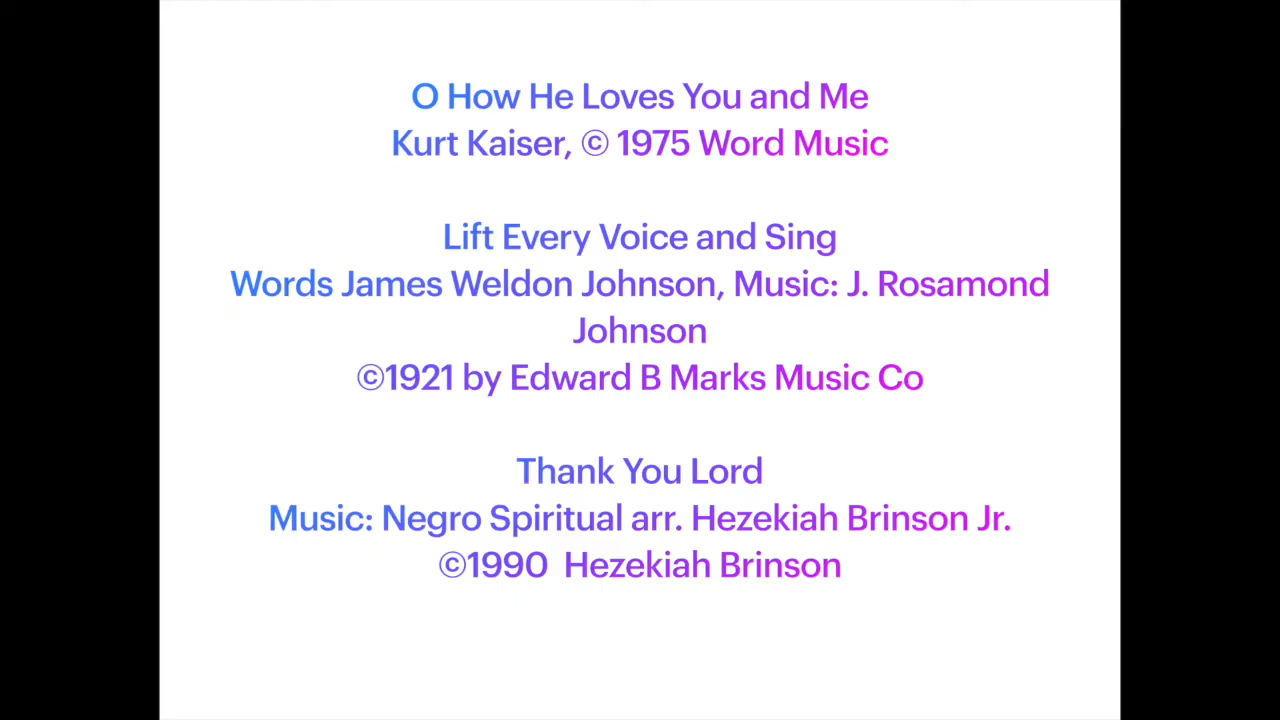 O How He Loves You and Me
Kurt Kaiser, © 1975 Word Music
Lift Every Voice and Sing
Words James Weldon Johnson, Music: J. Rosamond
Johnson
©1921 by Edward B Marks Music Co
Thank You Lord
Music: Negro Spiritual arr. Hezekiah Brinson Jr.
©1990  Hezekiah Brinson